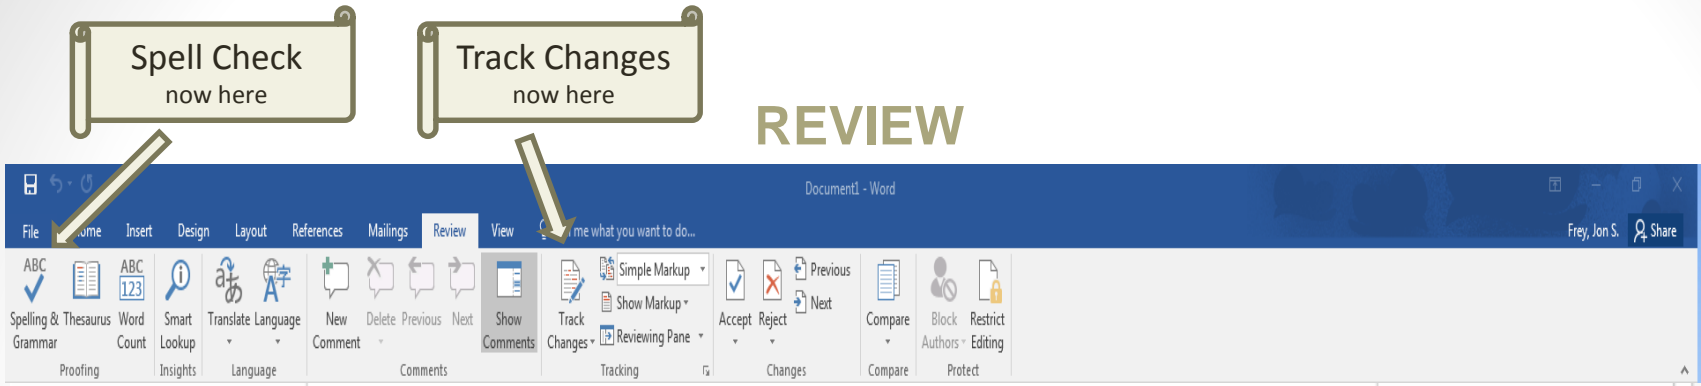 Spell Check
now here
Track Changes
now here
REVIEW
Document1 - Word
File
Insert
Design
Layout
References
Mailings
Review
View
me what you want to do...
Frey, Jon S.
Share
ABC
Spelling &
Grammar
Thesaurus
ABC
123
Word
Count
Proofing
Smart
Lookup
Insights
Translate
Language
Language
New
Comment
Delete
Previous
Next
Show
Comments
Comments
Track
Changes
Simple Markup
Show Markup
Reviewing Pane
Tracking
Accept
Reject
Previous
Next
Changes
Compare
Compare
Block
Authors
Restrict
Editing
Protect